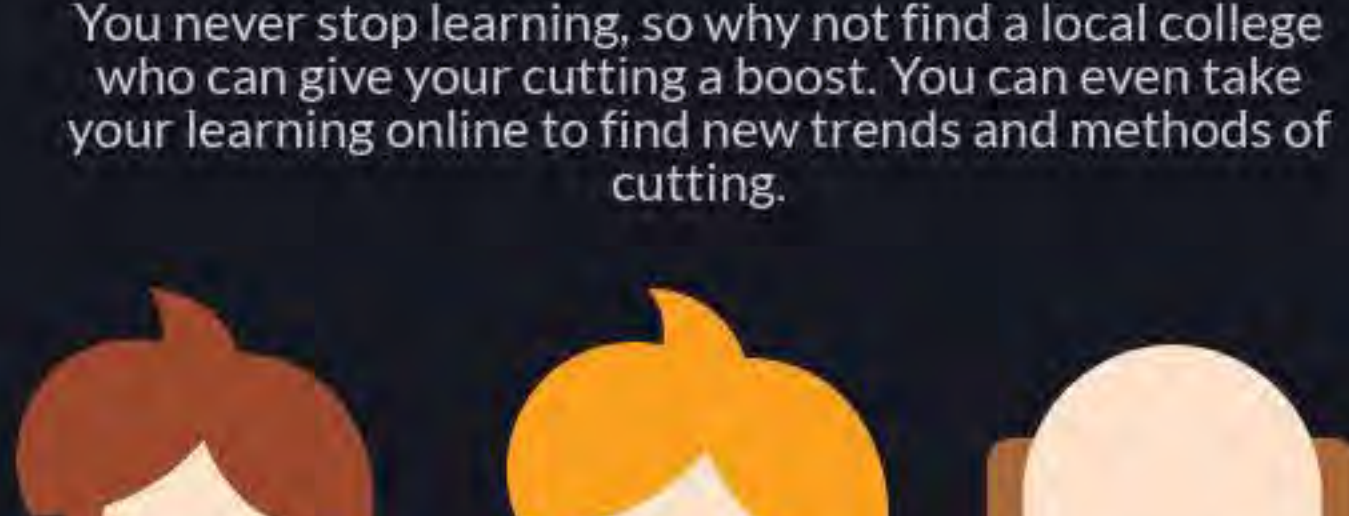 You never stop learning, so why not find a local college
who can give your cutting a boost. You can even take
your learning online to find new trends and methods of
cutting.